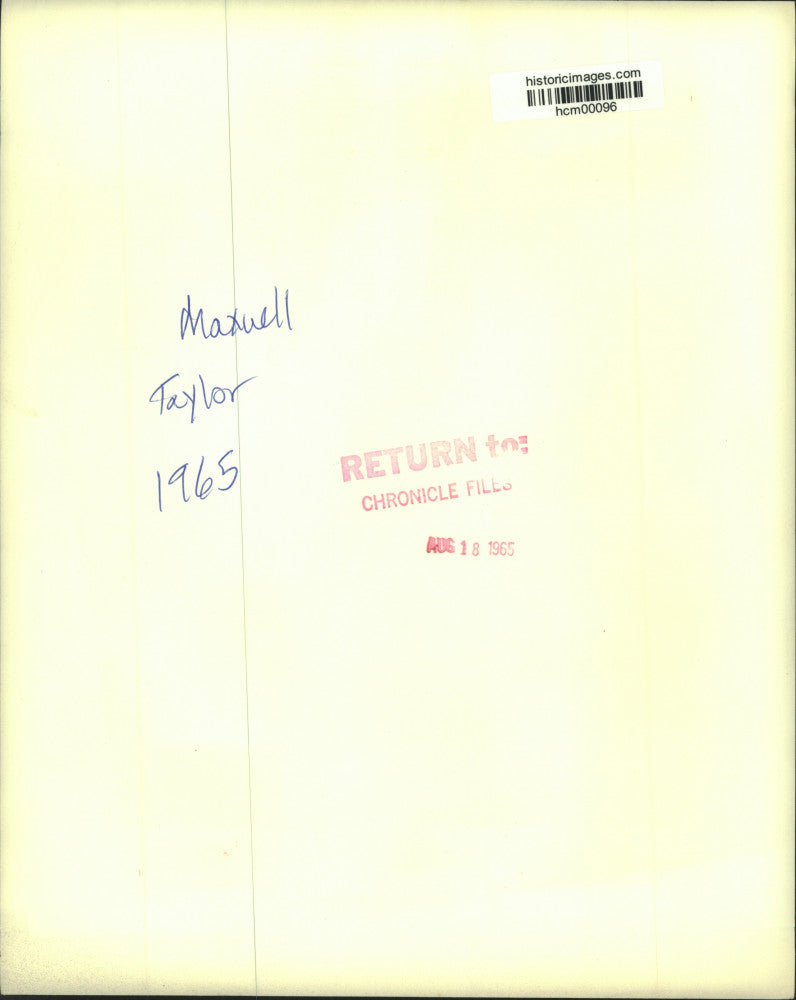 historicimages.com
hcm00096
Maxwell
Taylor
1965
RETURN to:
CHRONICLE FILES
AUG 18 1965